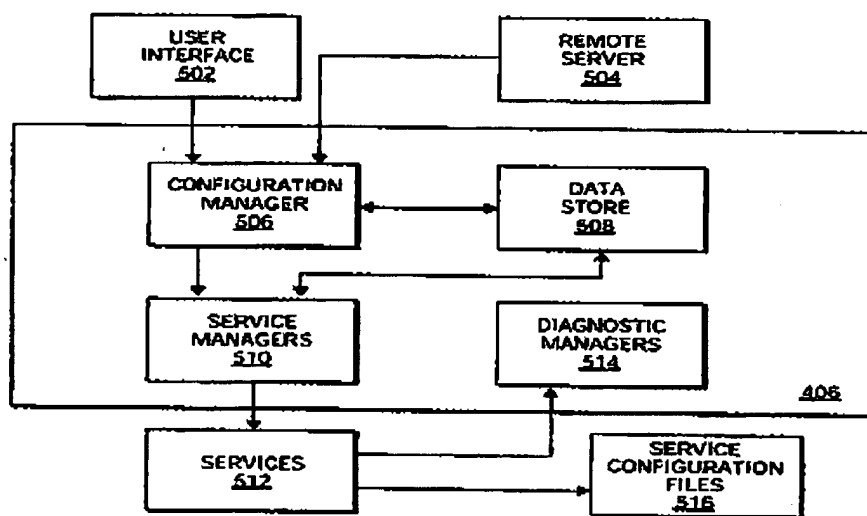 USER
INTERFACE
502
REMOTE
SERVER
504
CONFIGURATION
MANAGER
506
DATA
STORE
508
SERVICE
MANAGERS
510
DIAGNOSTIC
MANAGERS
514
406
SERVICES
512
SERVICE
CONFIGURATION
FILES
516